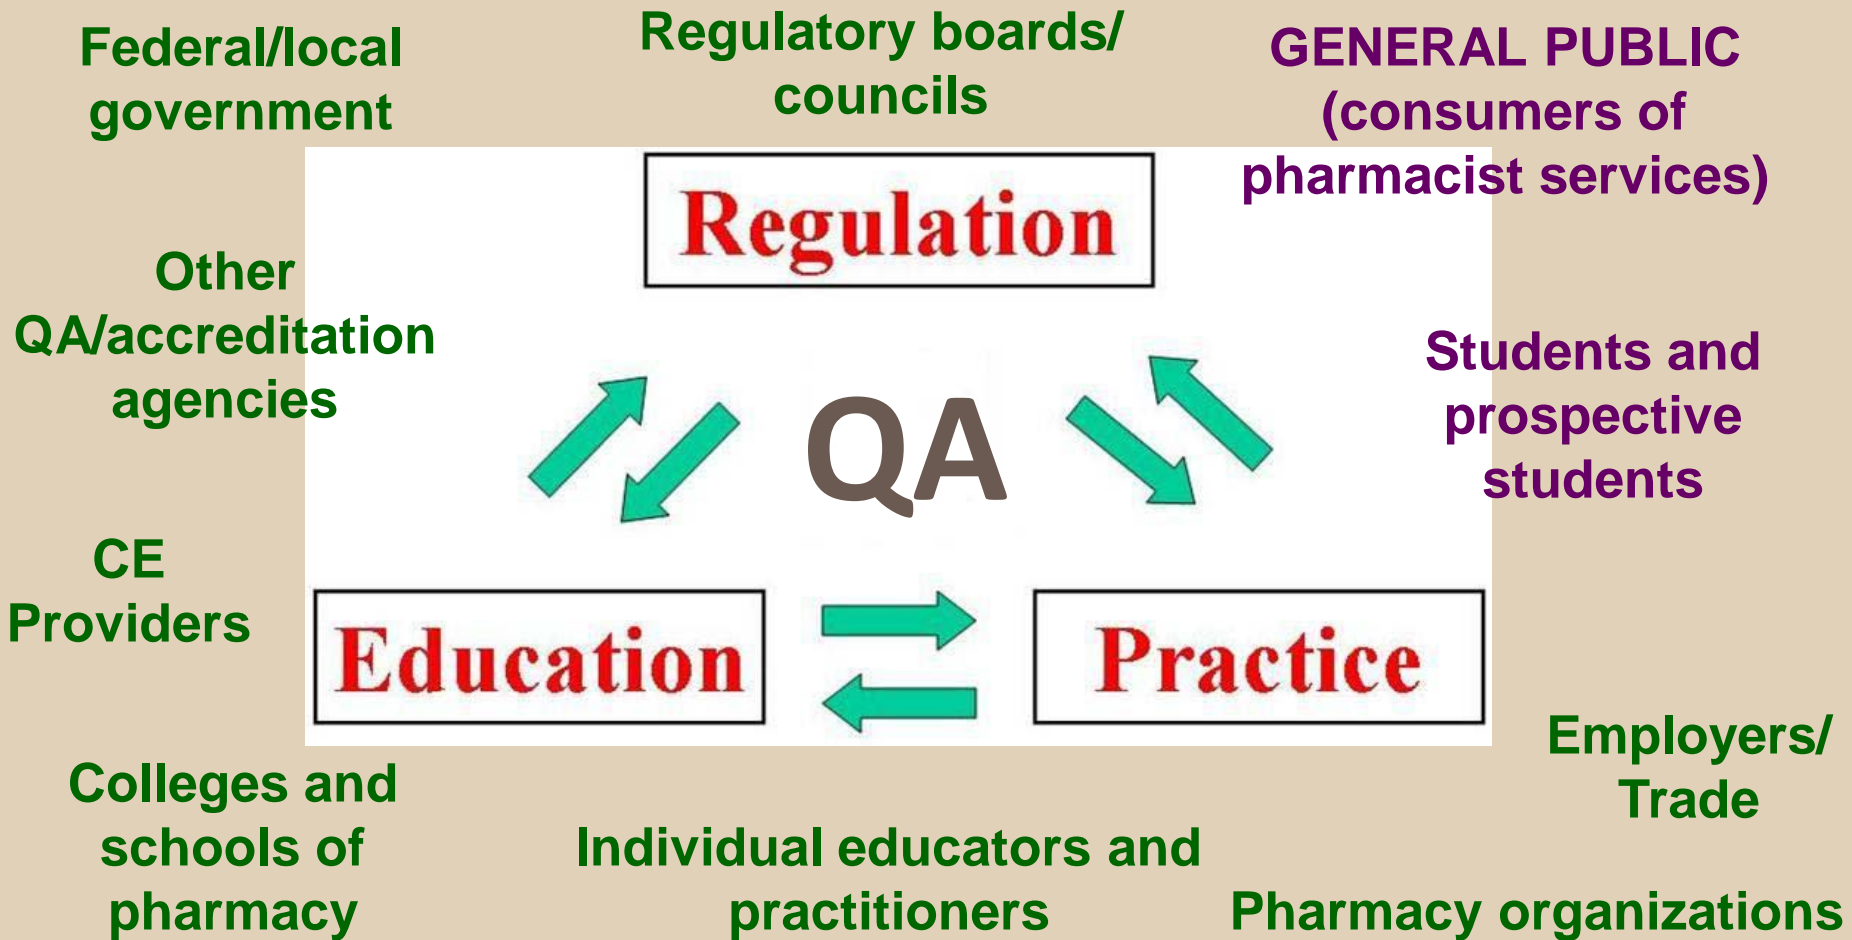 Federal/local
government
Regulatory boards/
councils
GENERAL PUBLIC
(consumers of
pharmacist services)
Regulation
Other
QA/accreditation
agencies
QA
Students and
prospective
students
CE
Providers
Education
Practice
Employers/
Trade
Colleges and
schools of
pharmacy
Individual educators and
practitioners
Pharmacy organizations